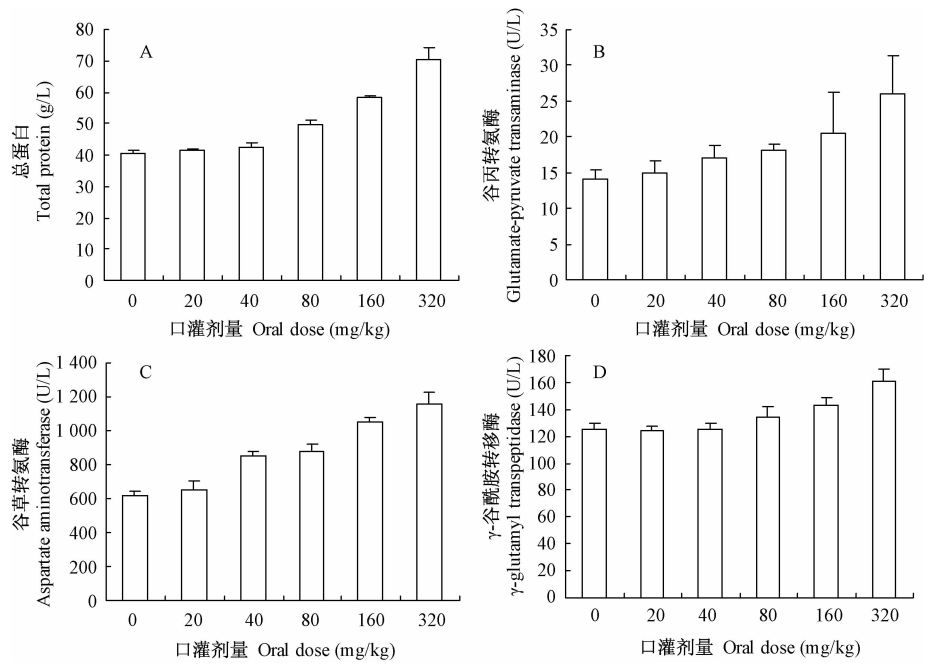 A
总蛋白
Total protein (g/L)
80
70
60
50
40
30
20
10
0
0 20 40 80 160 320
口灌剂量 Oral dose (mg/kg)
B
谷丙转氨酶
Glutamate-pyruvate transaminase (U/L)
35
30
25
20
15
10
5
0
0 20 40 80 160 320
口灌剂量 Oral dose (mg/kg)
C
谷草转氨酶
Aspartate aminotransferase (U/L)
1 400
1 200
1 000
800
600
400
200
0
0 20 40 80 160 320
口灌剂量 Oral dose (mg/kg)
D
γ-谷酰胺转移酶
γ-glutamyl transpeptidase (U/L)
180
160
140
120
100
80
60
40
20
0
0 20 40 80 160 320
口灌剂量 Oral dose (mg/kg)